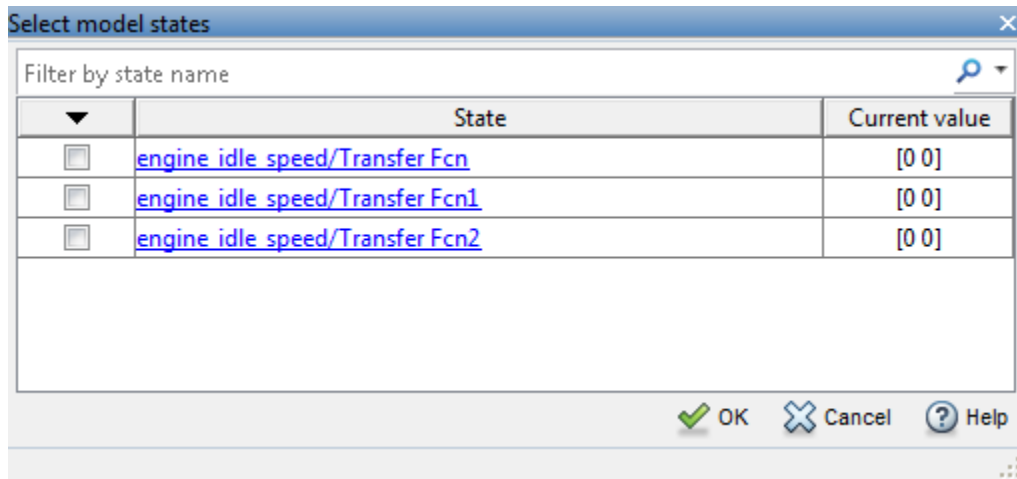 Select model states
Filter by state name
State Current value
engine_idle_speed/Transfer Fcn [0 0]
engine_idle_speed/Transfer Fcn1 [0 0]
engine_idle_speed/Transfer Fcn2 [0 0]
OK Cancel Help